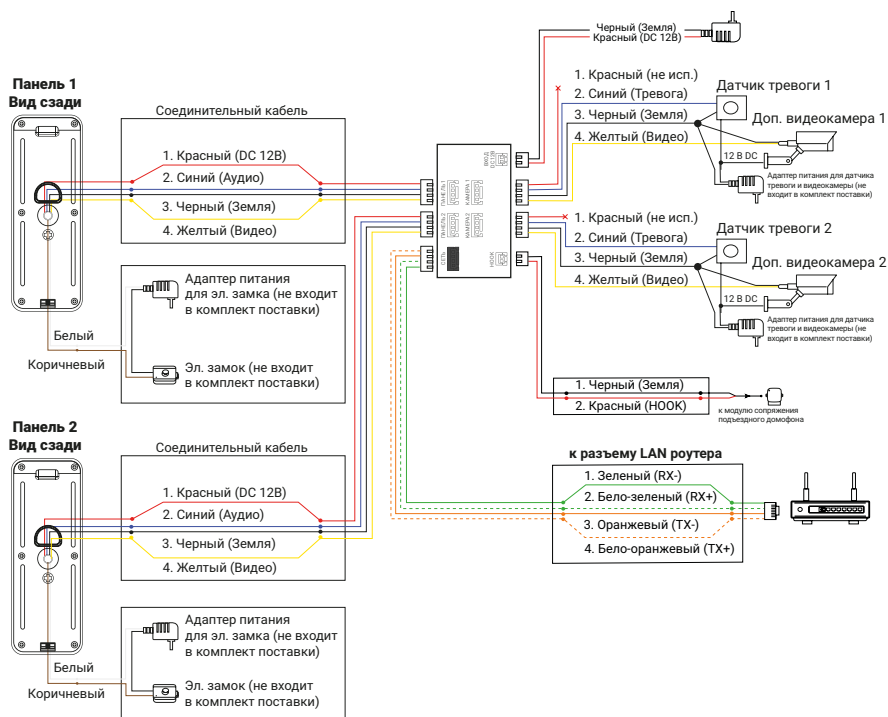 Черный (Земля)
Красный (DC 12В)
Панель 1
Вид сзади
Соединительный кабель
1. Красный (DC 12В)
2. Синий (Аудио)
3. Черный (Земля)
4. Желтый (Видео)
1. Красный (не исп.)
2. Синий (Тревога)
3. Черный (Земля)
4. Желтый (Видео)
Датчик тревоги 1
Доп. видеокамера 1
12 В DC
Адаптер питания для датчика
тревоги и видеокамеры (не
входит в комплект поставки)
ВХОД
DC12В
ПАНЕЛЬ 1
КАМЕРА 1
ПАНЕЛЬ 2
КАМЕРА 2
СЕТЬ
HOOK
1. Красный (не исп.)
2. Синий (Тревога)
3. Черный (Земля)
4. Желтый (Видео)
Датчик тревоги 2
Доп. видеокамера 2
12 В DC
Адаптер питания для датчика
тревоги и видеокамеры (не
входит в комплект поставки)
Адаптер питания
для эл. замка (не входит
в комплект поставки)
Белый
Коричневый
Эл. замок (не входит
в комплект поставки)
1. Черный (Земля)
2. Красный (HOOK)
к модулю сопряжения
подъездного домофона
Панель 2
Вид сзади
Соединительный кабель
1. Красный (DC 12В)
2. Синий (Аудио)
3. Черный (Земля)
4. Желтый (Видео)
к разъему LAN роутера
1. Зеленый (RX-)
2. Бело-зеленый (RX+)
3. Оранжевый (TX-)
4. Бело-оранжевый (TX+)
Адаптер питания
для эл. замка (не входит
в комплект поставки)
Белый
Коричневый
Эл. замок (не входит
в комплект поставки)